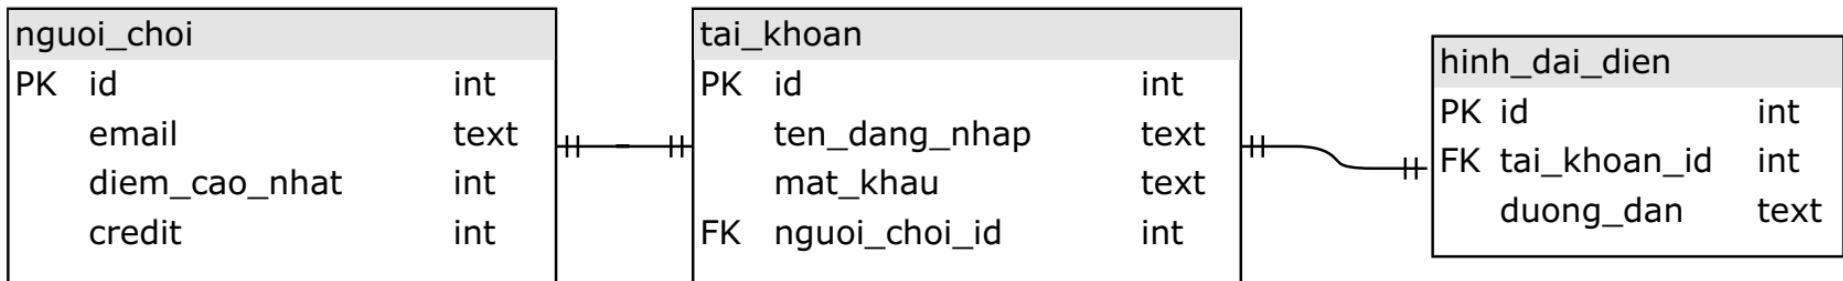 nguoi_choi
PK id int
email text
diem_cao_nhat int
credit int
tai_khoan
PK id int
ten_dang_nhap text
mat_khau text
FK nguoi_choi_id int
hinh_dai_dien
PK id int
FK tai_khoan_id int
duong_dan text